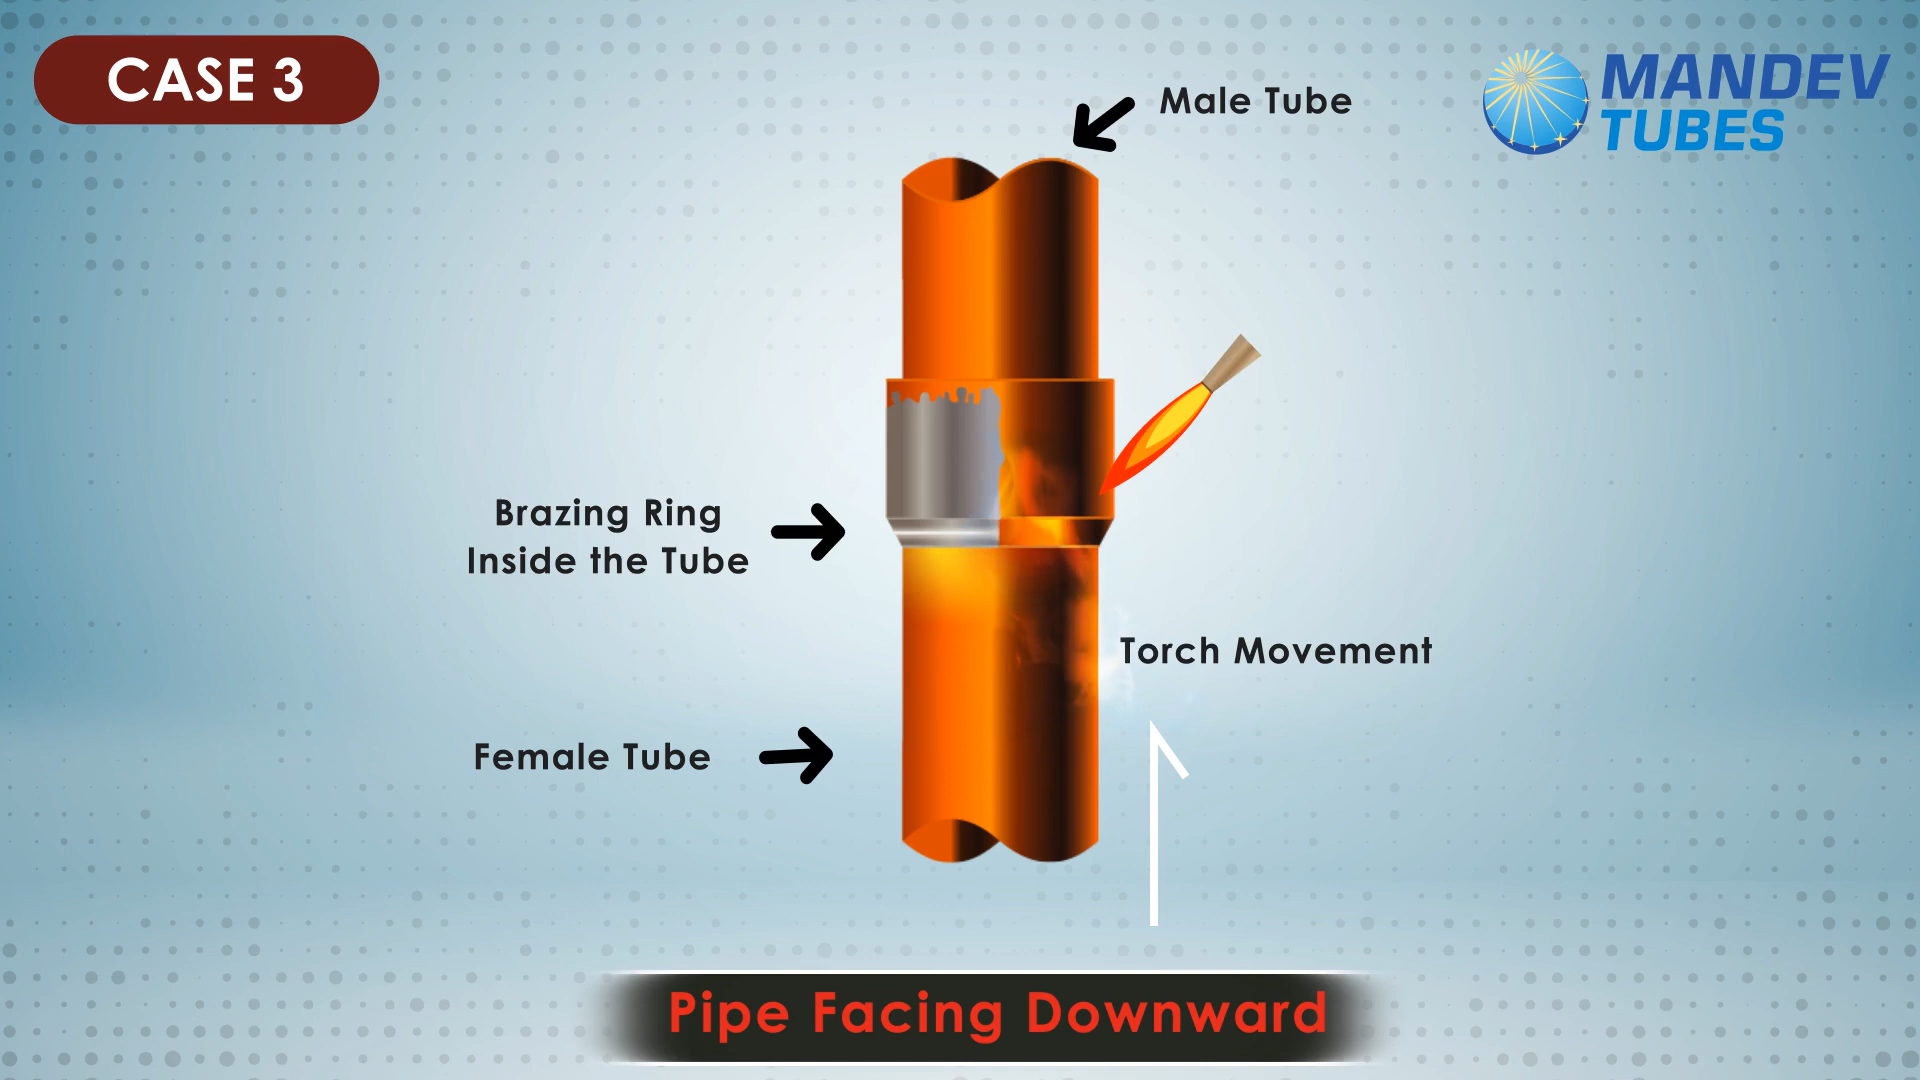 CASE 3
MANDEV
TUBES
Male Tube
Brazing Ring
Inside the Tube
Torch Movement
Female Tube
Pipe Facing Downward